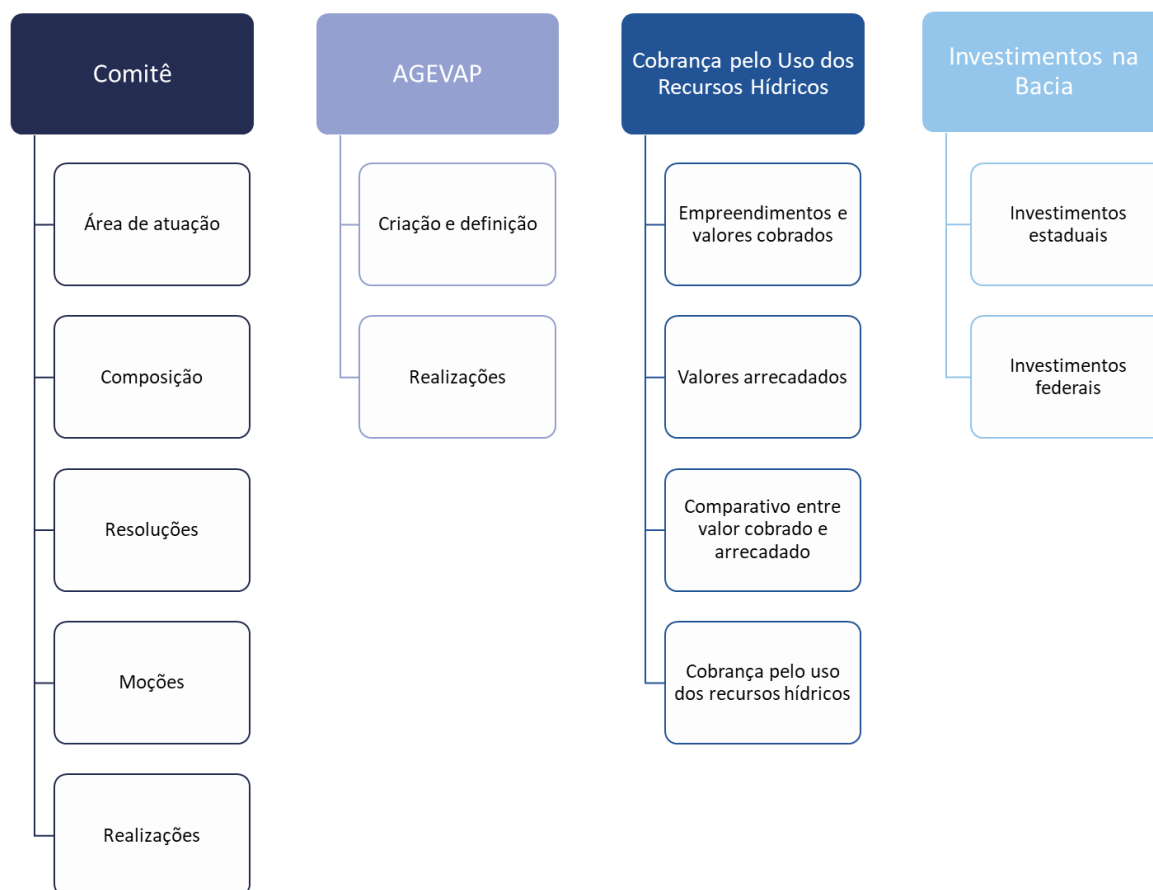 Comitê
Área de atuação
Composição
Resoluções
Moções
Realizações
AGEVAP
Criação e definição
Realizações
Cobrança pelo Uso dos
Recursos Hídricos
Empreendimentos e
valores cobrados
Valores arrecadados
Comparativo entre
valor cobrado e
arrecadado
Cobrança pelo uso
dos recursos hídricos
Investimentos na
Bacia
Investimentos
estaduais
Investimentos
federais